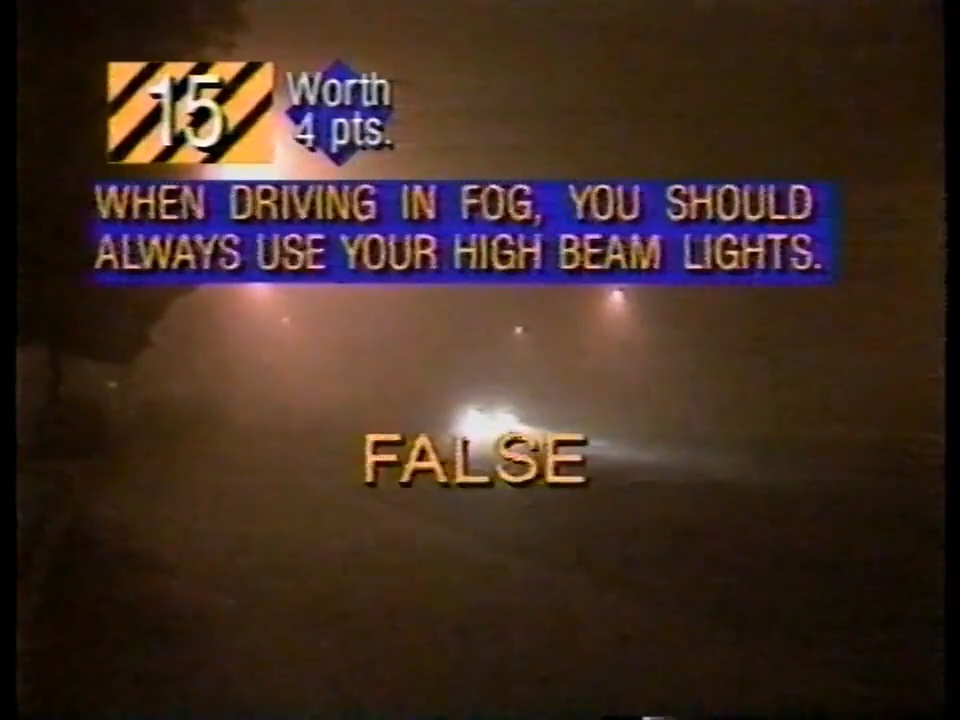 15
Worth
4 pts.
WHEN DRIVING IN FOG, YOU SHOULD
ALWAYS USE YOUR HIGH BEAM LIGHTS.
FALSE